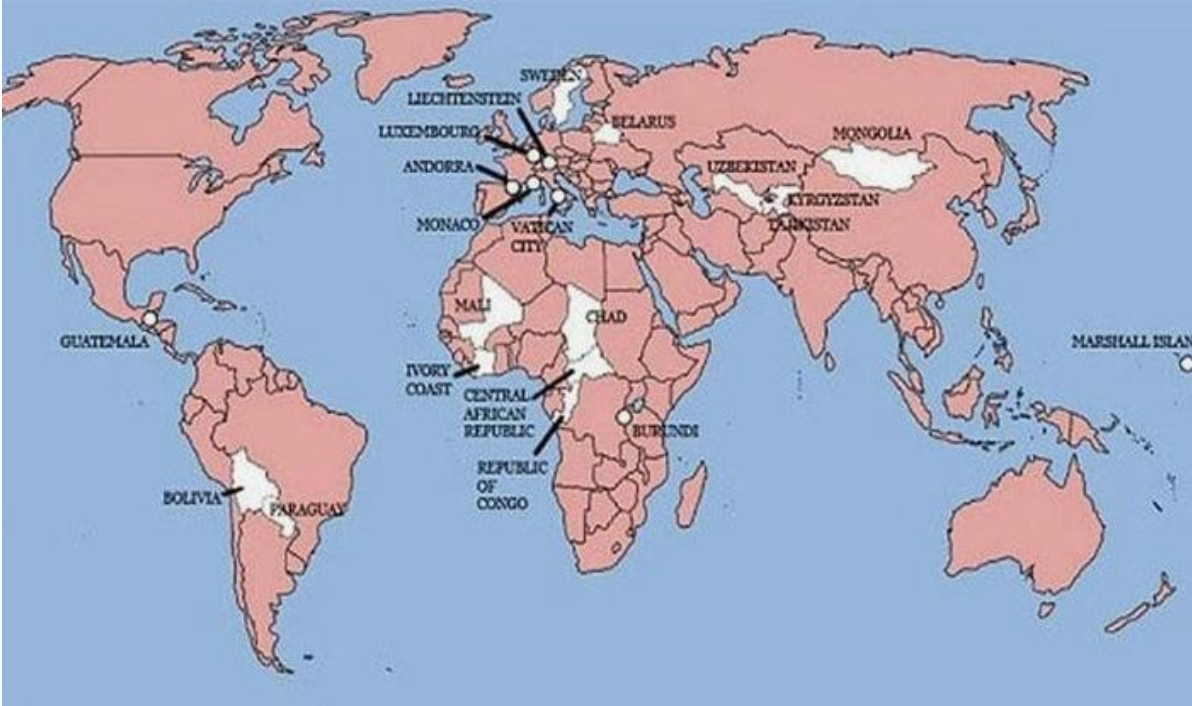 SWEDEN
LIECHTENSTEIN
LUXEMBOURG
BELARUS
MONGOLIA
ANDORRA
UZBEKISTAN
KYRGYZSTAN
MONACO
VATICAN
CITY
TAJIKISTAN
MALI
CHAD
GUATEMALA
MARSHALL ISLAN
IVORY
COAST
CENTRAL
AFRICAN
REPUBLIC
BURUNDI
REPUBLIC
OF
CONGO
BOLIVIA
PARAGUAY